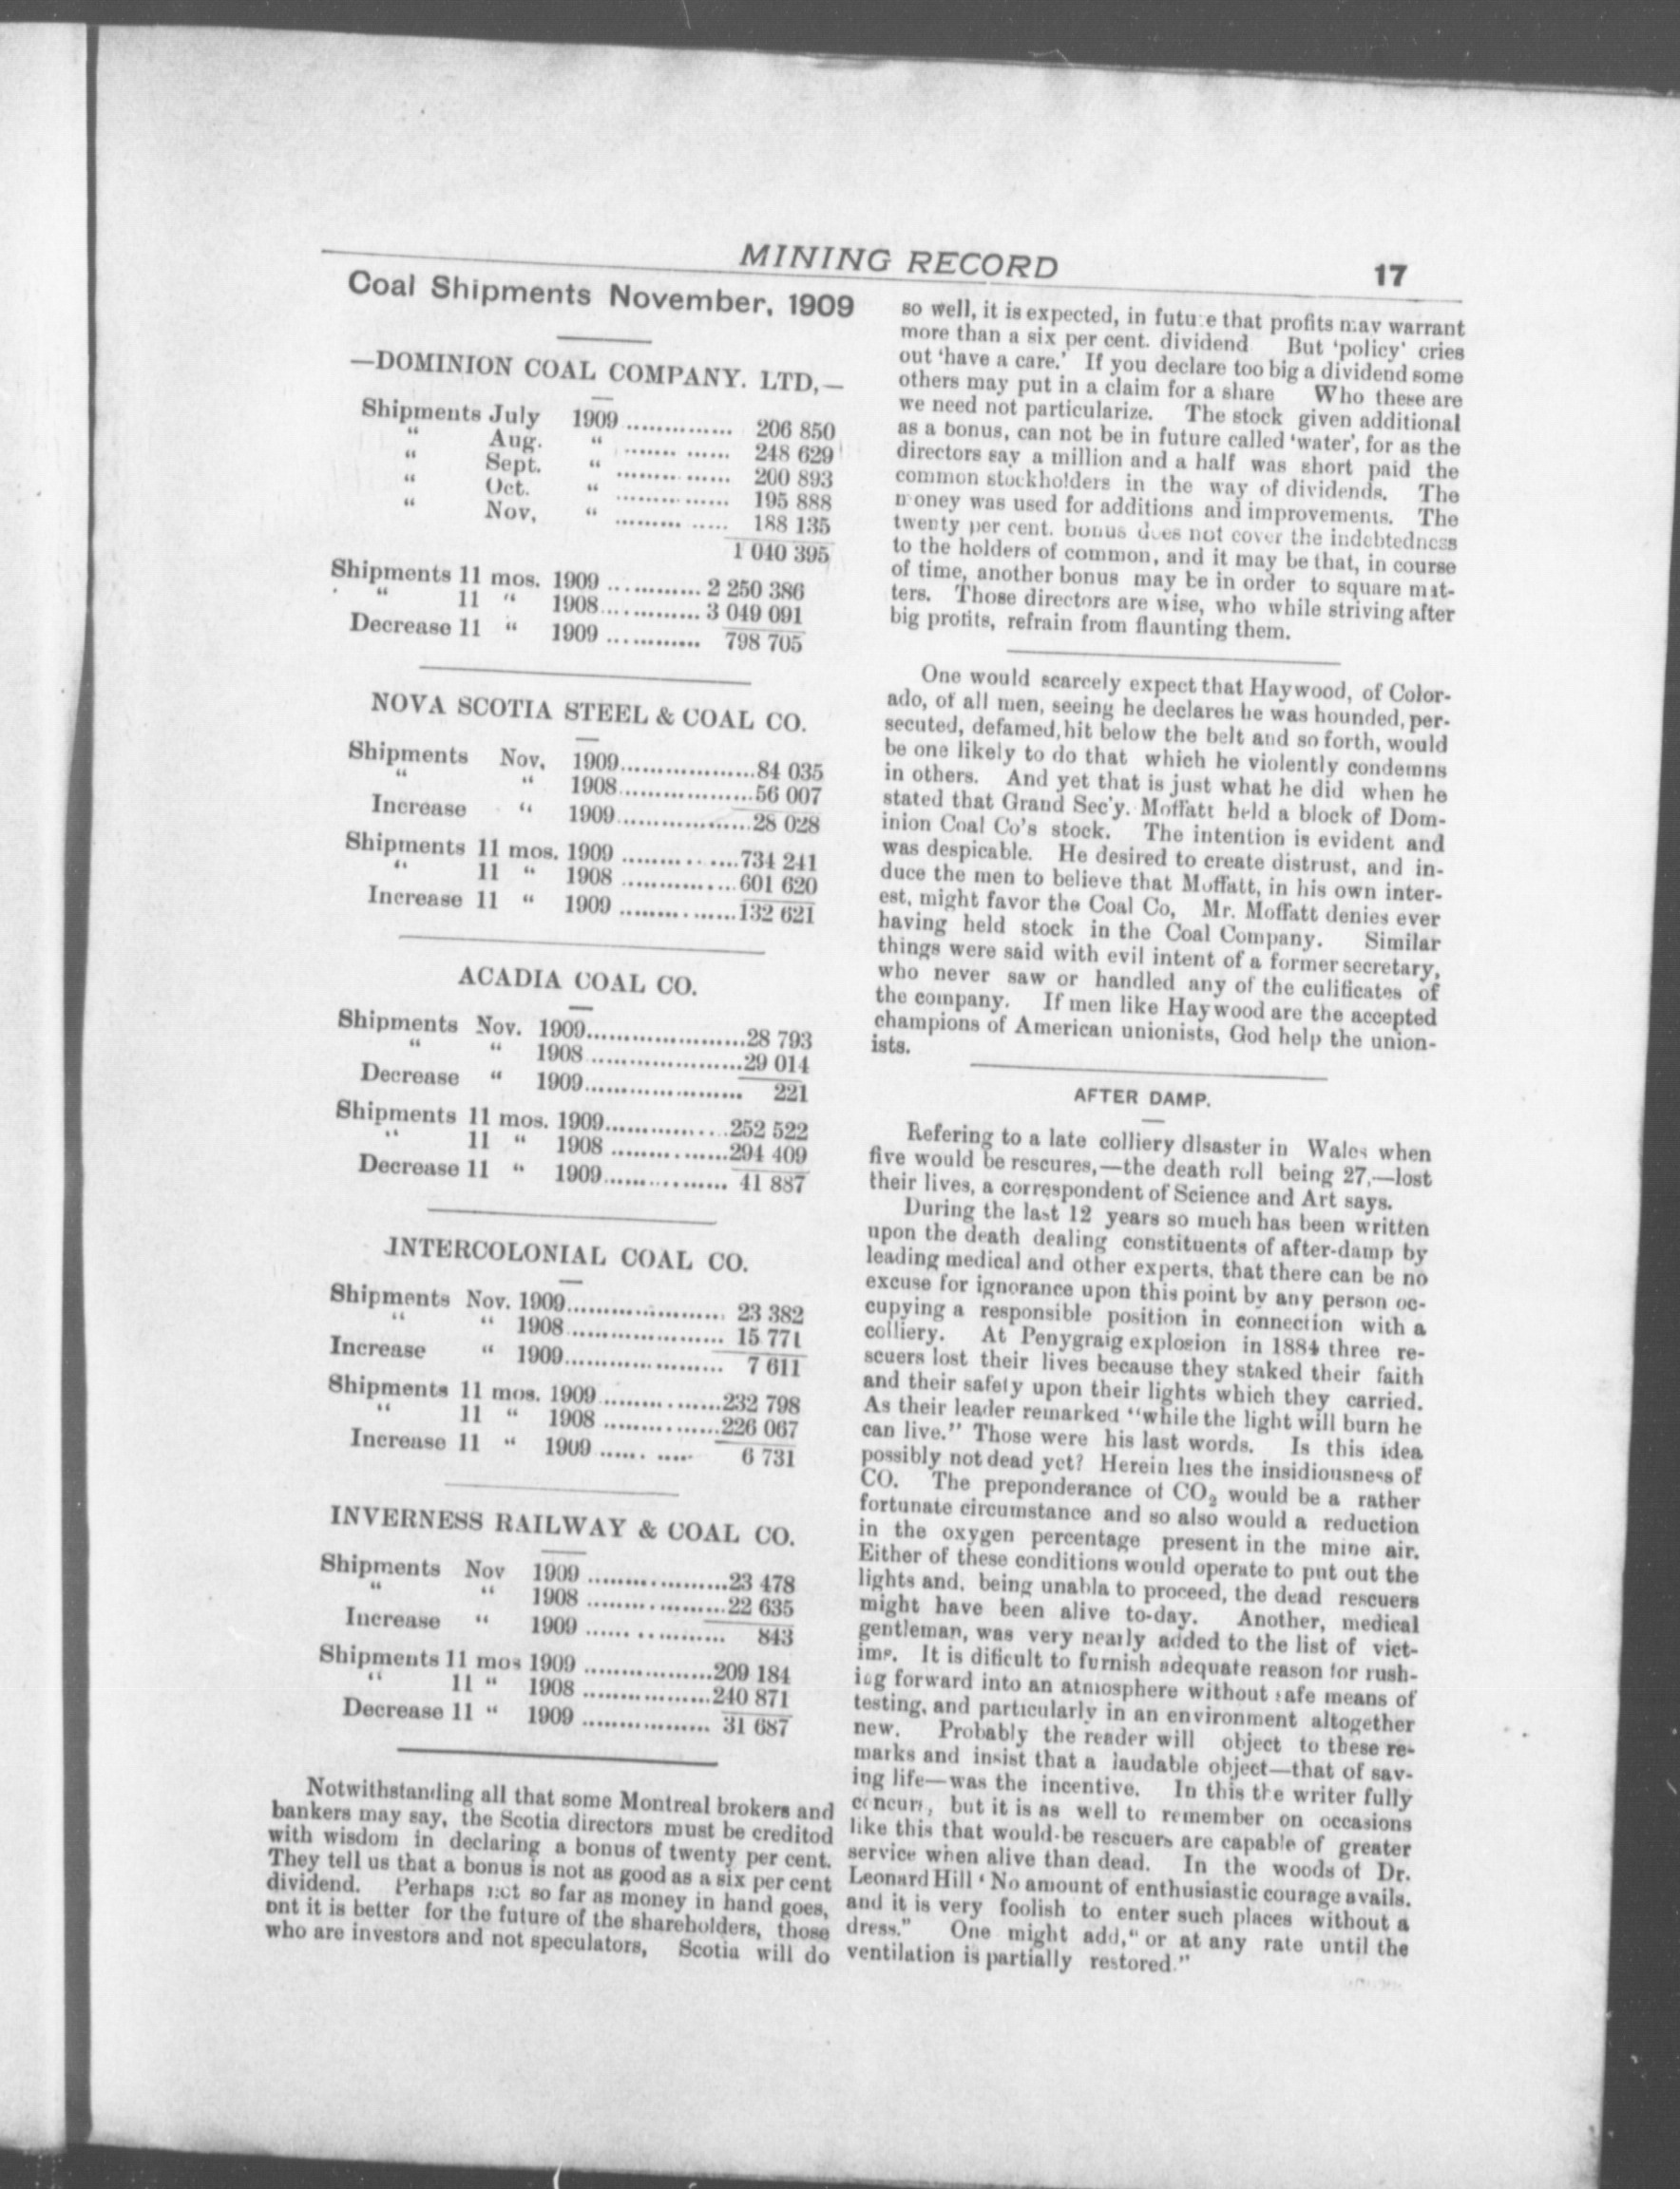 MINING RECORD 17
Coal Shipments November, 1909
—DOMINION COAL COMPANY. LTD,—
Shipments July 1909 .............. 206 850
“ Aug. “ ....... ...... 248 629
“ Sept. “ ......... ...... 200 893
“ Oct. “ ......... ...... 195 888
“ Nov, “ ......... ..... 188 135
1 040 395
Shipments 11 mos. 1909 ............ 2 250 386
“ 11 “ 1908............. 3 049 091
Decrease 11 “ 1909 ............ 798 705
NOVA SCOTIA STEEL & COAL CO.
Shipments Nov, 1909..................84 035
“ “ 1908..................56 007
Increase “ 1909..................28 028
Shipments 11 mos. 1909 ...............734 241
“ 11 “ 1908 ...............601 620
Increase 11 “ 1909 ...............132 621
ACADIA COAL CO.
Shipments Nov. 1909......................28 793
“ “ 1908 .....................29 014
Decrease “ 1909...................... 221
Shipments 11 mos. 1909................252 522
“ 11 “ 1908 ................294 409
Decrease 11 “ 1909................. 41 887
INTERCOLONIAL COAL CO.
Shipments Nov. 1909...................... 23 382
“ “ 1908...................... 15 771
Increase “ 1909...................... 7 611
Shipments 11 mos. 1909 ................232 798
“ 11 “ 1908 ................226 067
Increase 11 “ 1909 ...... ..... 6 731
INVERNESS RAILWAY & COAL CO.
Shipments Nov 1909 ...................23 478
“ “ 1908 ...................22 635
Increase “ 1909 ...... ............ 843
Shipments 11 mos 1909 .................209 184
“ 11 “ 1908 .................240 871
Decrease 11 “ 1909 ................. 31 687
Notwithstanding all that some Montreal brokers and
bankers may say, the Scotia directors must be creditod
with wisdom in declaring a bonus of twenty per cent.
They tell us that a bonus is not as good as a six per cent
dividend. Perhaps not so far as money in hand goes,
ont it is better for the future of the shareholders, those
who are investors and not speculators, Scotia will do
so well, it is expected, in future that profits may warrant
more than a six per cent. dividend But ‘policy’ cries
out ‘have a care.’ If you declare too big a dividend some
others may put in a claim for a share Who these are
we need not particularize. The stock given additional
as a bonus, can not be in future called ‘water’, for as the
directors say a million and a half was short paid the
common stockholders in the way of dividends. The
money was used for additions and improvements. The
twenty per cent. bonus does not cover the indebtedness
to the holders of common, and it may be that, in course
of time, another bonus may be in order to square mat-
ters. Those directors are wise, who while striving after
big profits, refrain from flaunting them.
One would scarcely expect that Haywood, of Color-
ado, of all men, seeing he declares he was hounded, per-
secuted, defamed, hit below the belt and so forth, would
be one likely to do that which he violently condemns
in others. And yet that is just what he did when he
stated that Grand Sec’y. Moffatt held a block of Dom-
inion Coal Co’s stock. The intention is evident and
was despicable. He desired to create distrust, and in-
duce the men to believe that Moffatt, in his own inter-
est, might favor the Coal Co, Mr. Moffatt denies ever
having held stock in the Coal Company. Similar
things were said with evil intent of a former secretary,
who never saw or handled any of the culificates of
the company. If men like Haywood are the accepted
champions of American unionists, God help the union-
ists.
AFTER DAMP.
Refering to a late colliery dlsaster in Wales when
five would be rescures,—the death roll being 27,—lost
their lives, a correspondent of Science and Art says.
During the last 12 years so much has been written
upon the death dealing constituents of after-damp by
leading medical and other experts, that there can be no
excuse for ignorance upon this point by any person oc-
cupying a responsible position in connection with a
colliery. At Penygraig explosion in 1884 three re-
scuers lost their lives because they staked their faith
and their safety upon their lights which they carried.
As their leader remarked “while the light will burn he
can live.” Those were his last words. Is this idea
possibly not dead yet? Herein lies the insidiousness of
CO. The preponderance of CO₂ would be a rather
fortunate circumstance and so also would a reduction
in the oxygen percentage present in the mine air.
Either of these conditions would operate to put out the
lights and, being unabla to proceed, the dead rescuers
might have been alive to-day. Another, medical
gentleman, was very nearly added to the list of vict-
ims. It is dificult to furnish adequate reason for rush-
ing forward into an atmosphere without safe means of
testing, and particularly in an environment altogether
new. Probably the reader will object to these re-
marks and insist that a laudable object—that of sav-
ing life—was the incentive. In this the writer fully
concurs, but it is as well to remember on occasions
like this that would-be rescuers are capable of greater
service when alive than dead. In the woods of Dr.
Leonard Hill ‘ No amount of enthusiastic courage avails.
and it is very foolish to enter such places without a
dress.” One might add,“ or at any rate until the
ventilation is partially restored.”